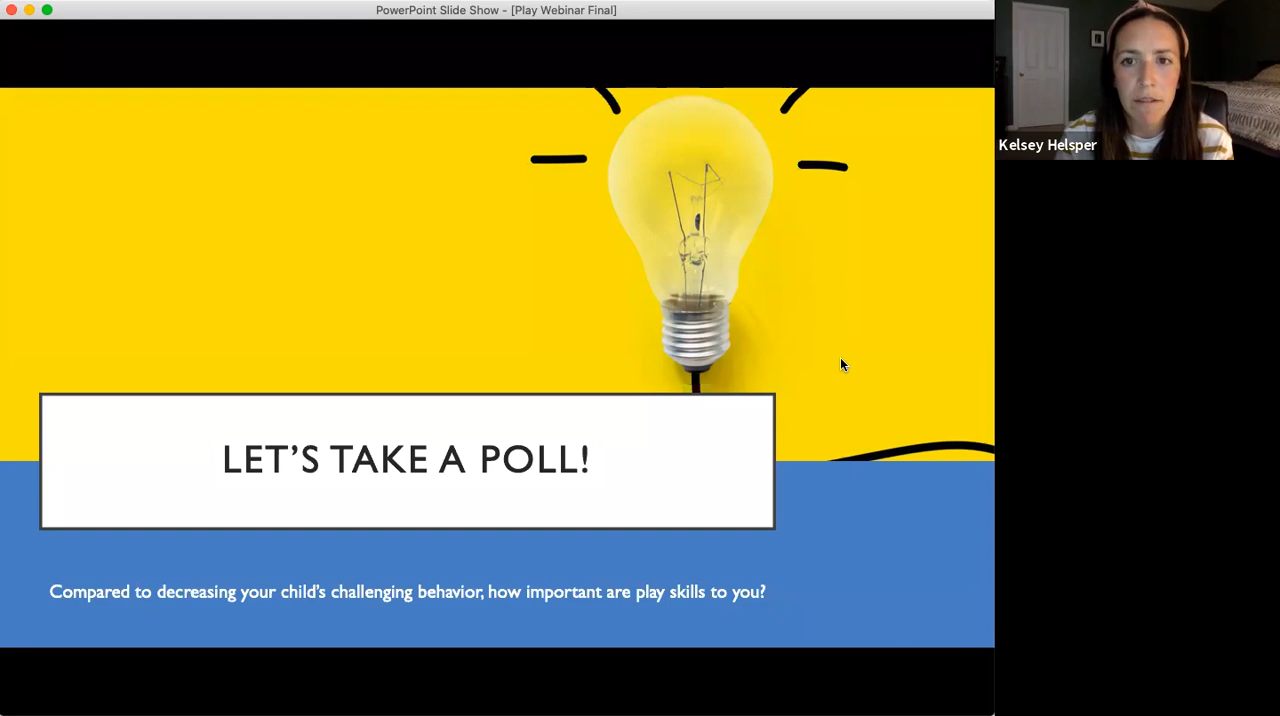 PowerPoint Slide Show - [Play Webinar Final]
Kelsey Helsper
LET'S TAKE A POLL!
Compared to decreasing your child's challenging behavior, how important are play skills to you?